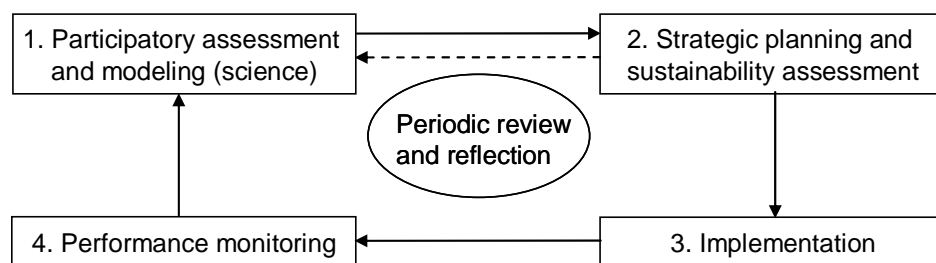 1. Participatory assessment
and modeling (science)
2. Strategic planning and
sustainability assessment
Periodic review
and reflection
4. Performance monitoring
3. Implementation